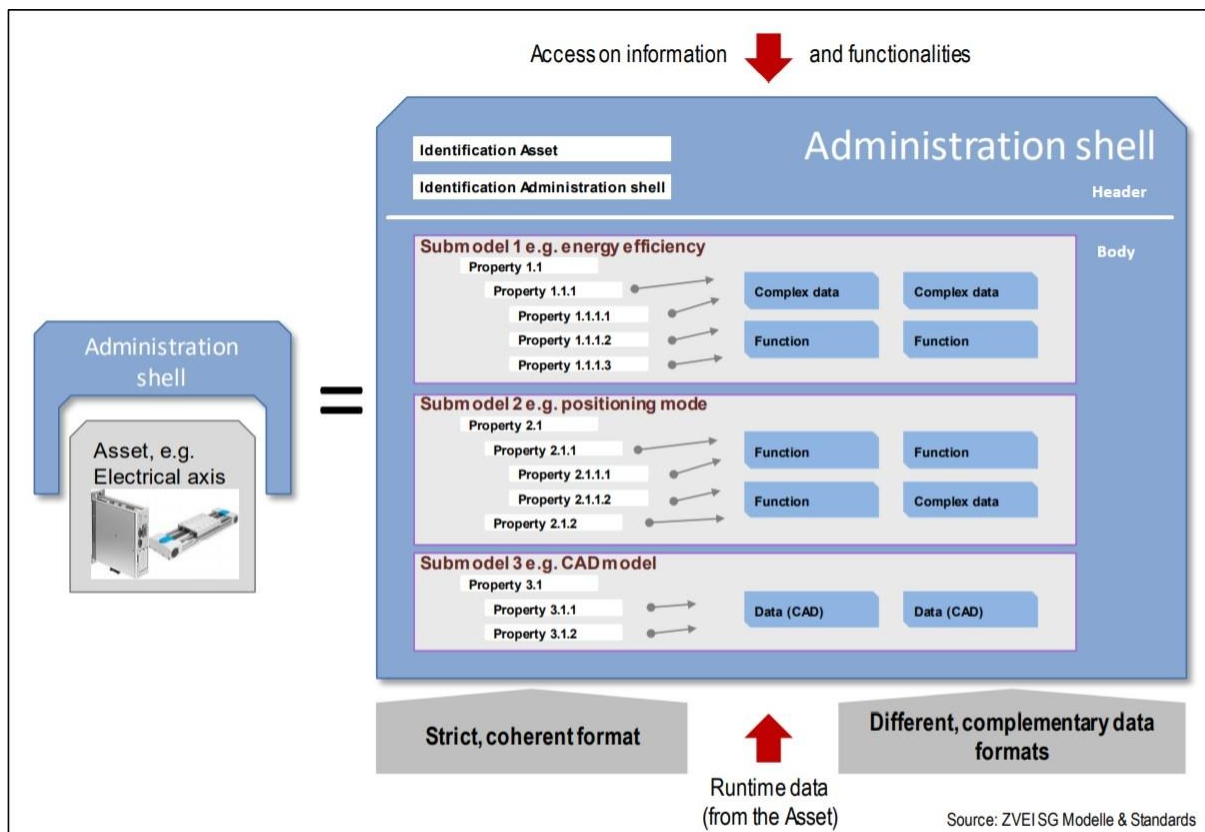 Access on information and functionalities
Administration shell
Identification Asset
Identification Administration shell
Header
Body
Submodel 1 e.g. energy efficiency
Property 1.1
Property 1.1.1
Property 1.1.1.1
Property 1.1.1.2
Property 1.1.1.3
Complex data
Complex data
Function
Function
Administration
shell
Asset, e.g.
Electrical axis
=
Submodel 2 e.g. positioning mode
Property 2.1
Property 2.1.1
Property 2.1.1.1
Property 2.1.1.2
Property 2.1.2
Function
Function
Function
Complex data
Submodel 3 e.g. CAD model
Property 3.1
Property 3.1.1
Property 3.1.2
Data (CAD)
Data (CAD)
Strict, coherent format
Different, complementary data
formats
Runtime data
(from the Asset)
Source: ZVEI SG Modelle & Standards